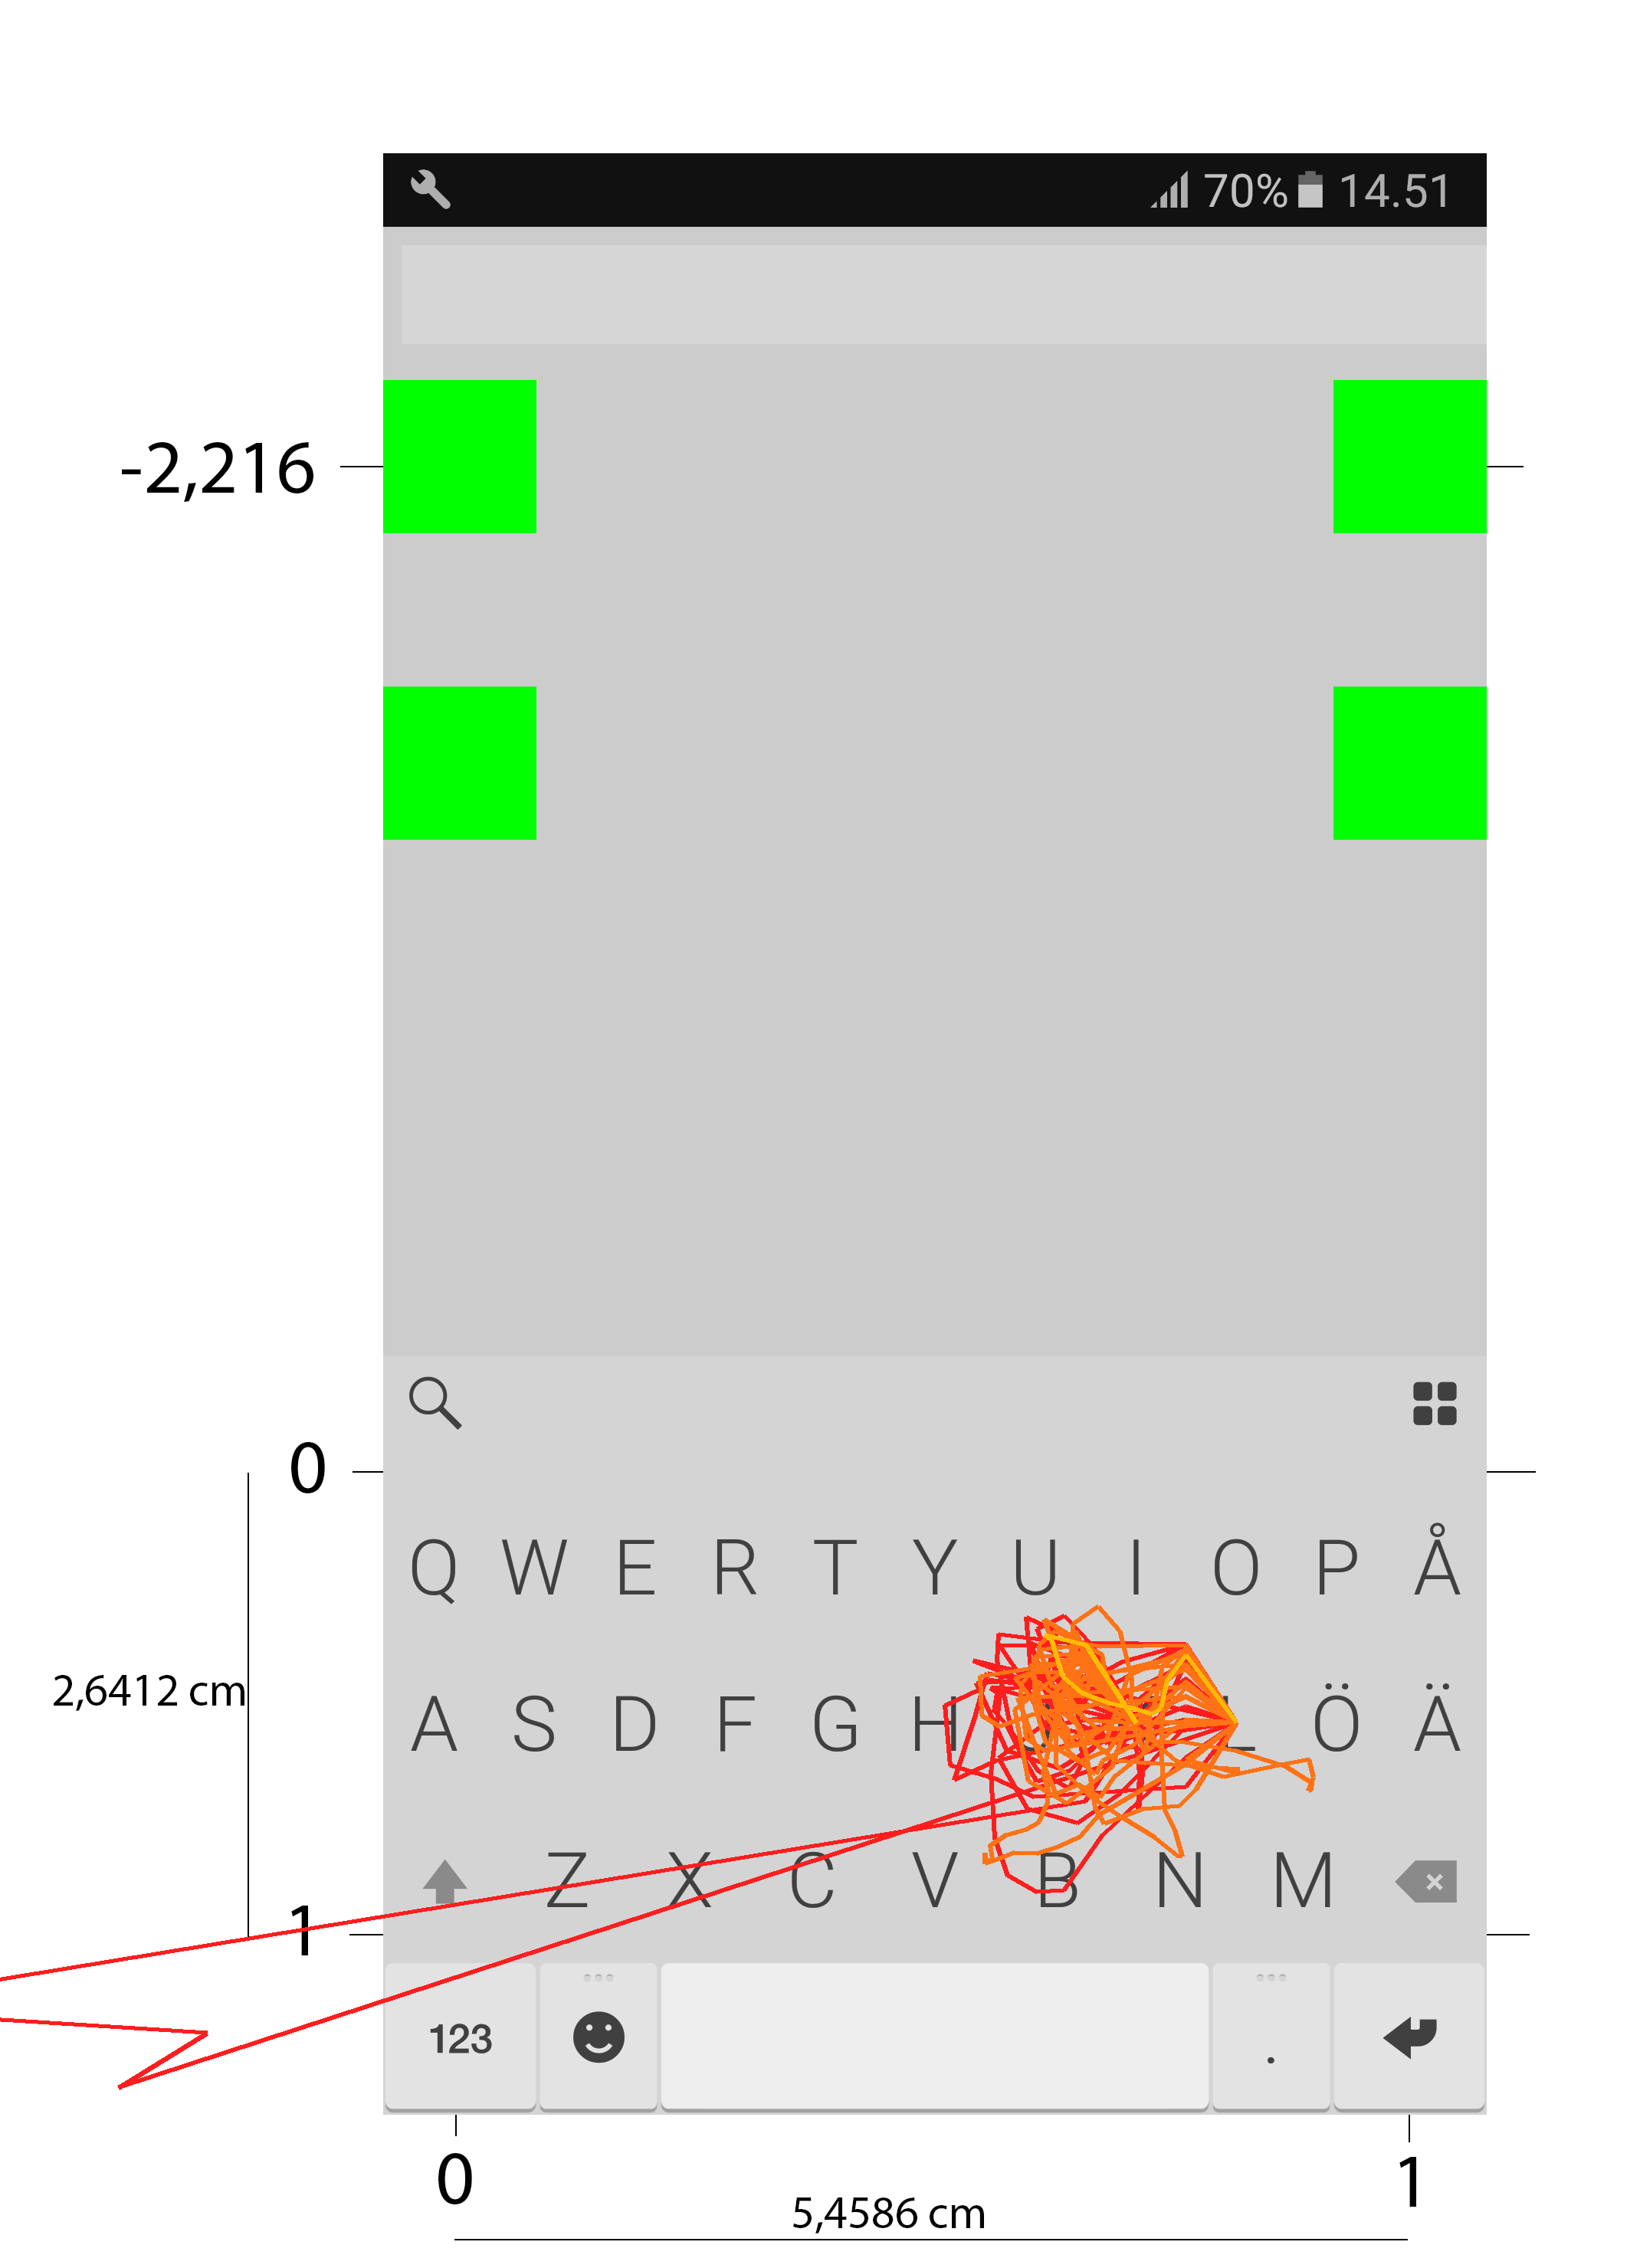 70% 14.51
-2,216
0
Q W E R T Y U I O P Å
2,6412 cm
A S D F G H J L Ö Ä
Z X C V B N M
1
123 .
0 1
5,4586 cm